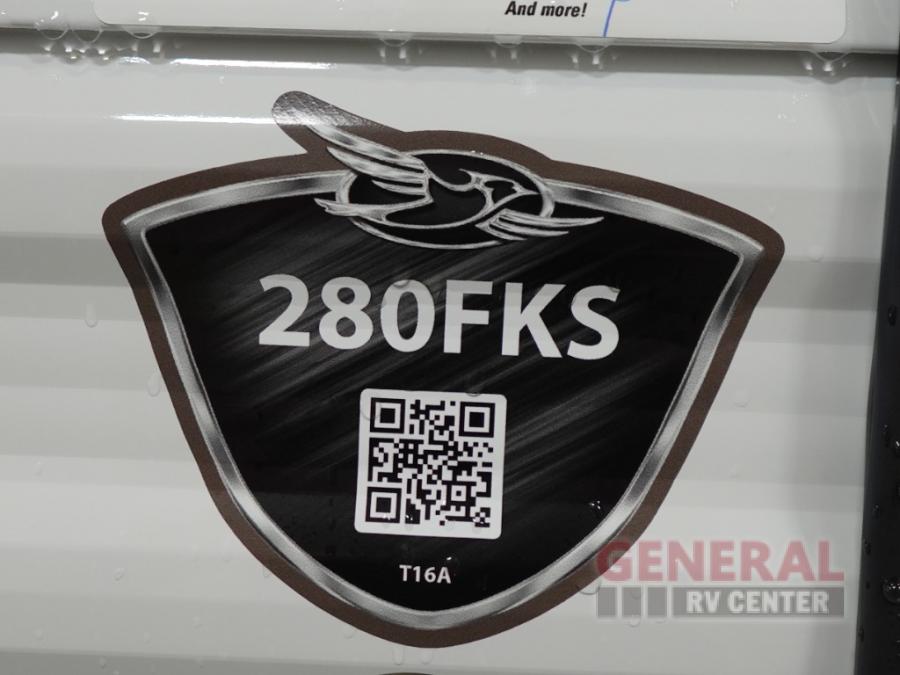 And more!
280FKS
T16A
GENERAL
RV CENTER